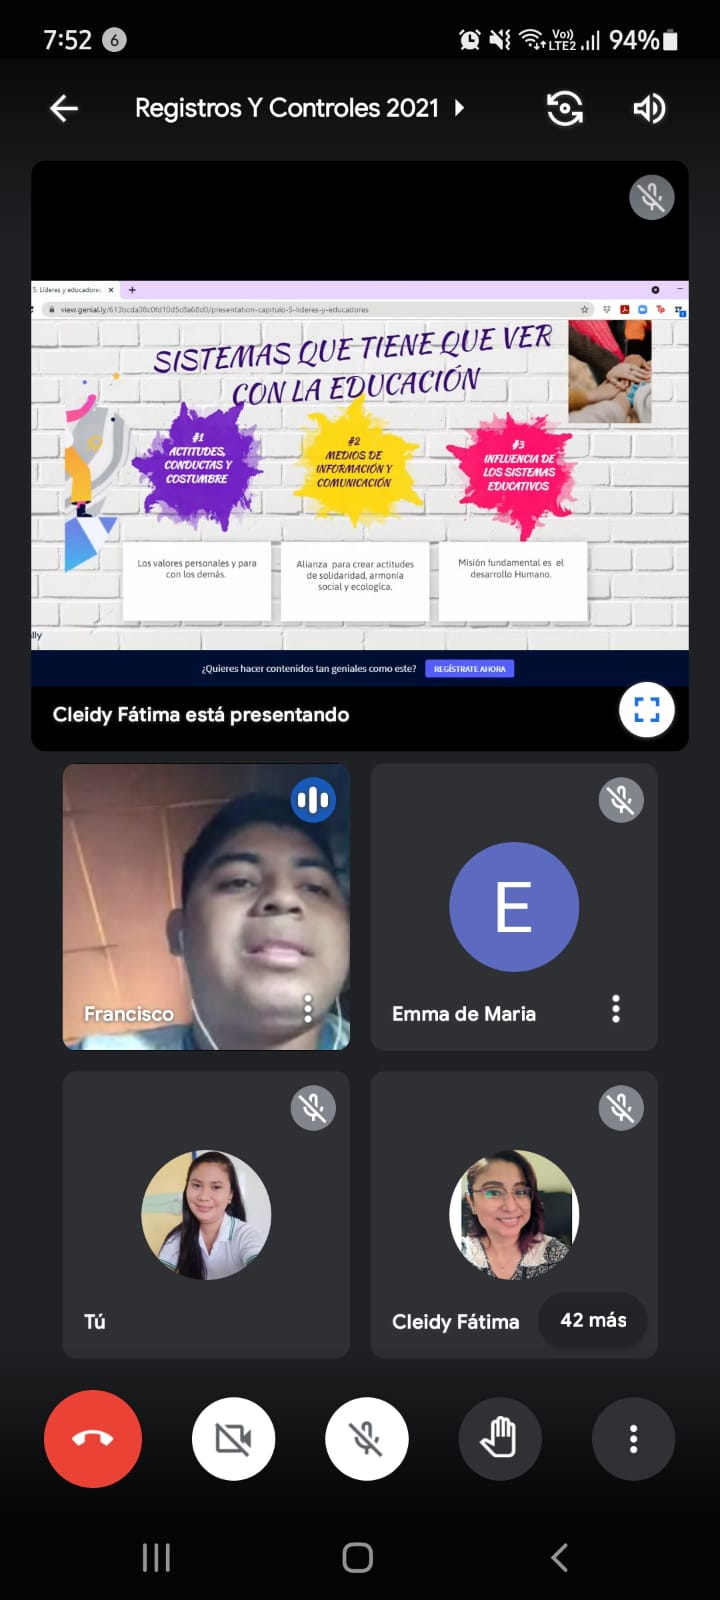 7:52 6
Vo))
LTE2 94%
Registros Y Controles 2021
5: Líderes y educadores
view.genial.ly/613bcda38c0fd10d5c8a68d0/presentation-capitulo-5-lideres-y-educadores
SISTEMAS QUE TIENE QUE VER
CON LA EDUCACIÓN
#1
ACTITUDES,
CONDUCTAS Y
COSTUMBRE
#2
MEDIOS DE
INFORMACIÓN Y
COMUNICACIÓN
#3
INFLUENCIA DE
LOS SISTEMAS
EDUCATIVOS
Los valores personales y para
con los demás.
Alianza para crear actitudes
de solidaridad, armonía
social y ecologíca.
Misión fundamental es el
desarrollo Humano.
lly
¿Quieres hacer contenidos tan geniales como este? REGÍSTRATE AHORA
Cleidy Fátima está presentando
Francisco
E
Emma de Maria
Tú
Cleidy Fátima
42 más